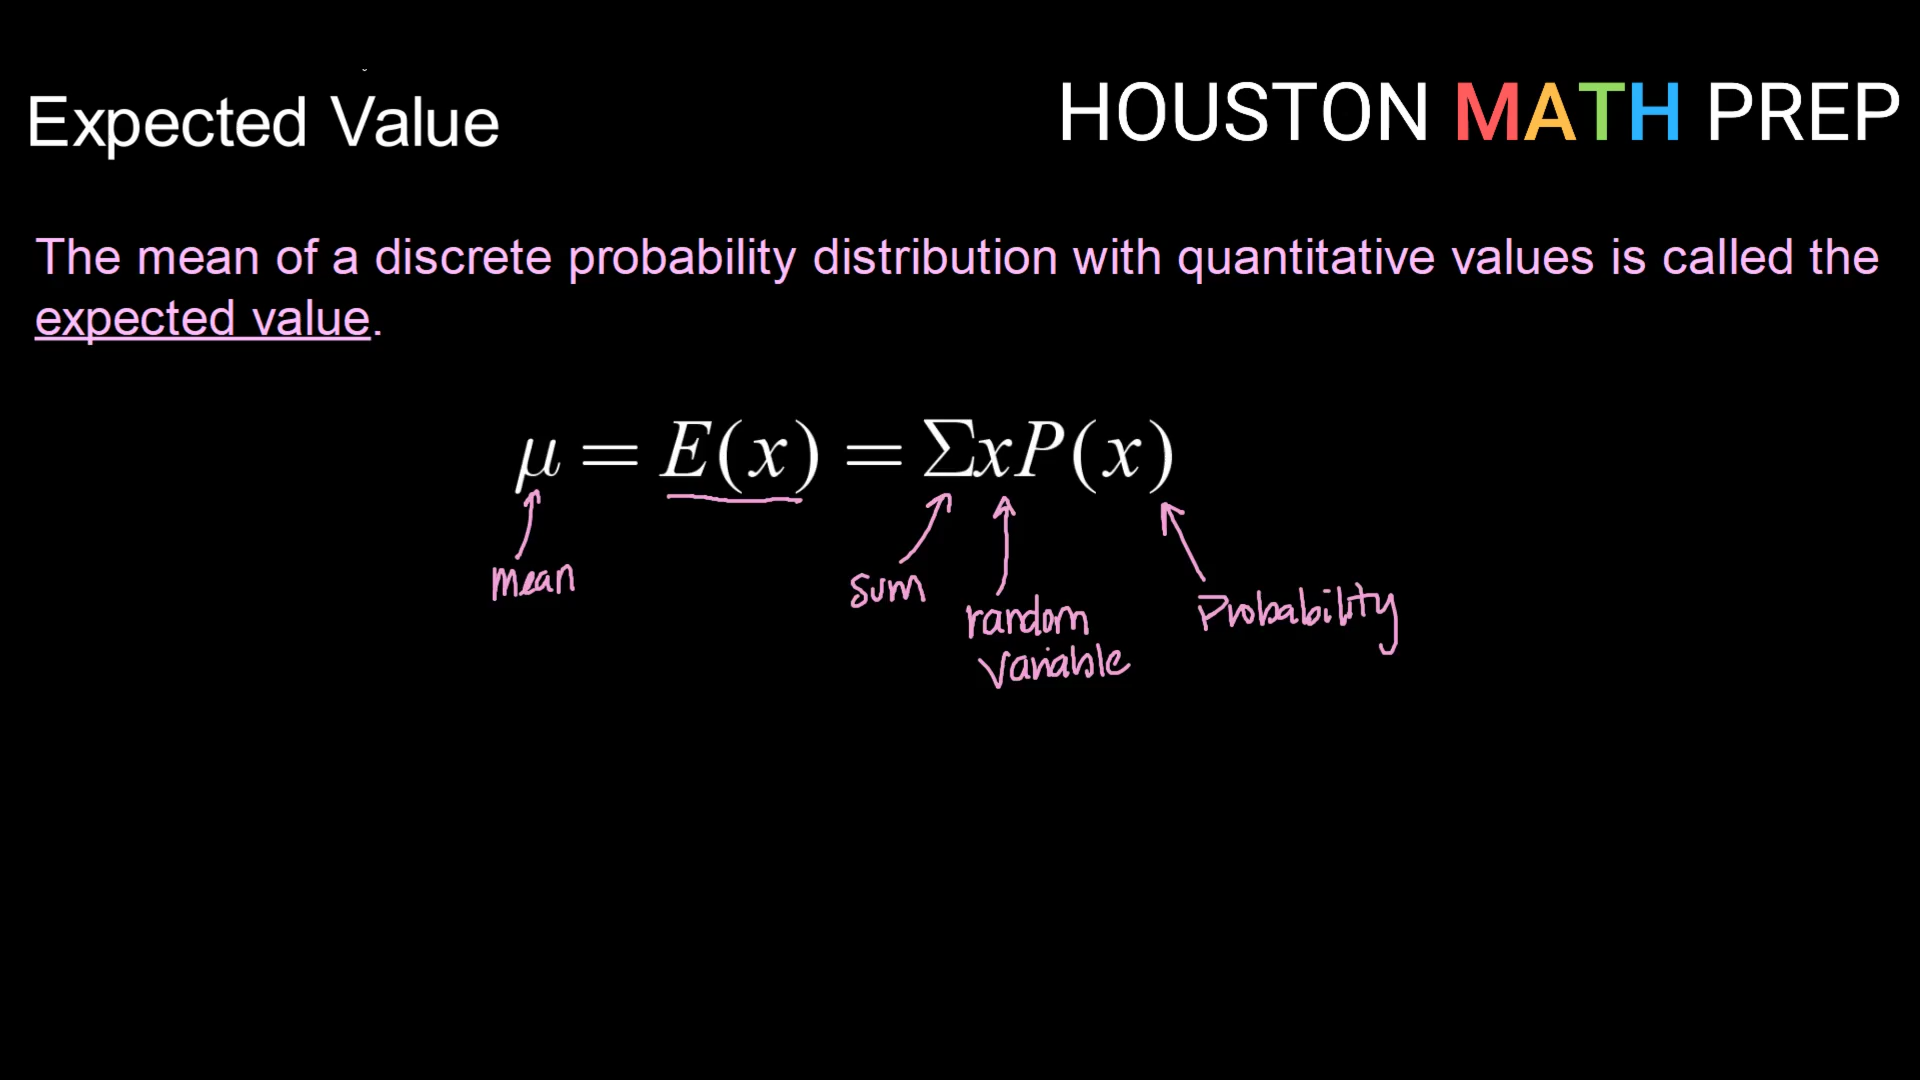 Expected Value
HOUSTON MATH PREP
The mean of a discrete probability distribution with quantitative values is called the
expected value.
μ = E(x) = ΣxP(x)
mean
sum
random
variable
Probability